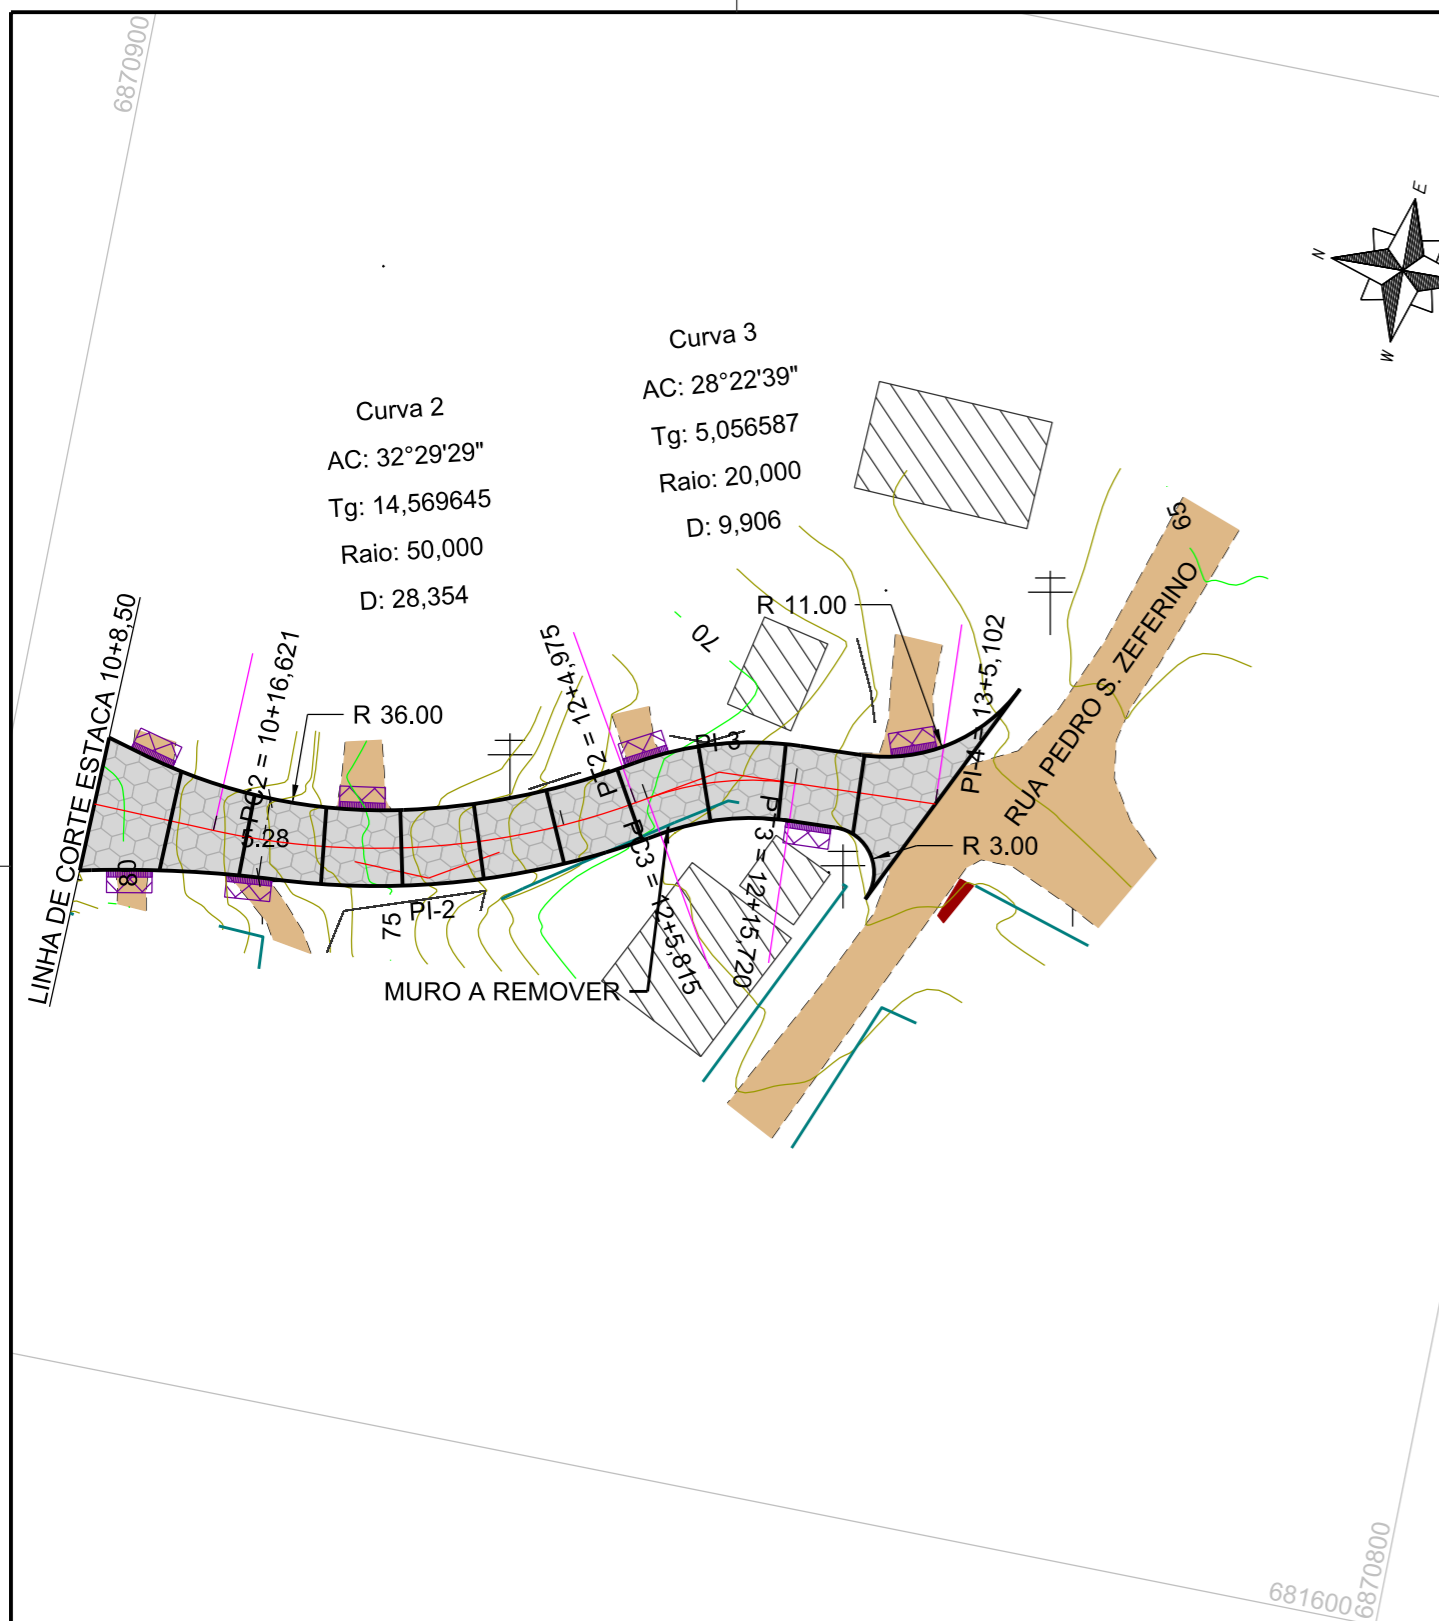 6870900
E
N
W
Curva 3
AC: 28°22'39"
Tg: 5,056587
Raio: 20,000
D: 9,906
Curva 2
AC: 32°29'29"
Tg: 14,569645
Raio: 50,000
D: 28,354
65
RUA PEDRO S. ZEFERINO
LINHA DE CORTE ESTACA 10+8,50
PC2 = 10+16,621
R 36.00
PT-2 = 12+4,975
70
R 11.00
PI-4 = 13+5,102
PI-3
5.28
80
PC3 = 12+5,815
PT-3 = 12+15,720
R 3.00
PI-2
75
MURO A REMOVER
6870800
681600